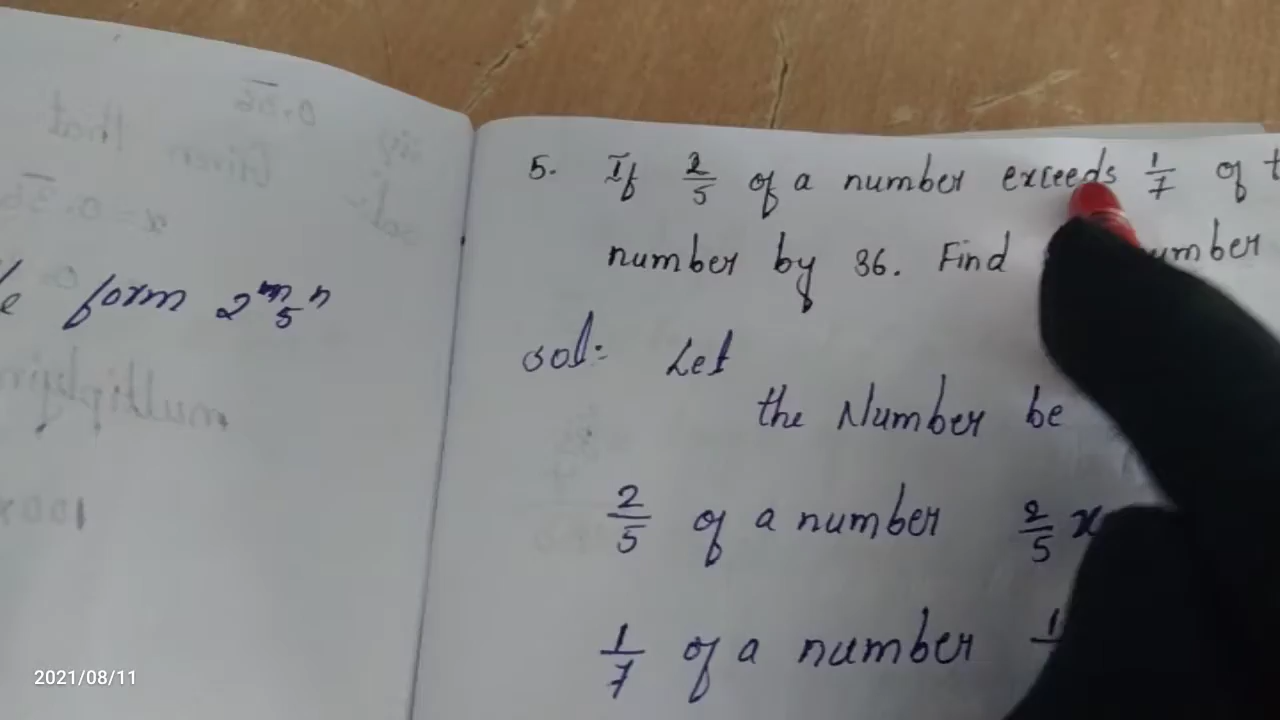 5. If 2/5 of a number exceeds 1/7 of
number by 36. Find
sol: Let
the Number be
2/5 of a number 2/5 x
1/7 of a number 1
form 2^m 5^n
2021/08/11